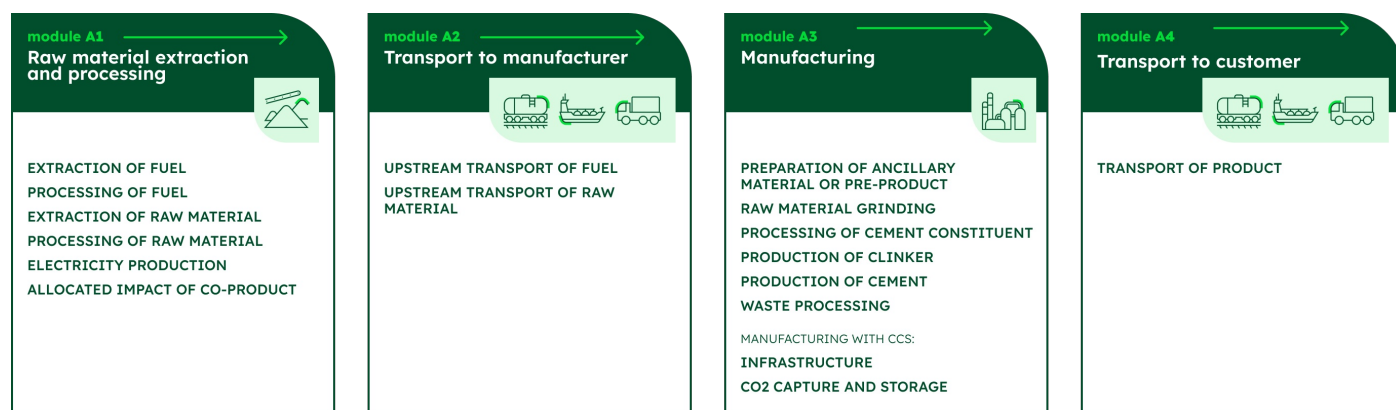 module A1
Raw material extraction
and processing
EXTRACTION OF FUEL
PROCESSING OF FUEL
EXTRACTION OF RAW MATERIAL
PROCESSING OF RAW MATERIAL
ELECTRICITY PRODUCTION
ALLOCATED IMPACT OF CO-PRODUCT
module A2
Transport to manufacturer
UPSTREAM TRANSPORT OF FUEL
UPSTREAM TRANSPORT OF RAW
MATERIAL
module A3
Manufacturing
PREPARATION OF ANCILLARY
MATERIAL OR PRE-PRODUCT
RAW MATERIAL GRINDING
PROCESSING OF CEMENT CONSTITUENT
PRODUCTION OF CLINKER
PRODUCTION OF CEMENT
WASTE PROCESSING
MANUFACTURING WITH CCS:
INFRASTRUCTURE
CO2 CAPTURE AND STORAGE
module A4
Transport to customer
TRANSPORT OF PRODUCT